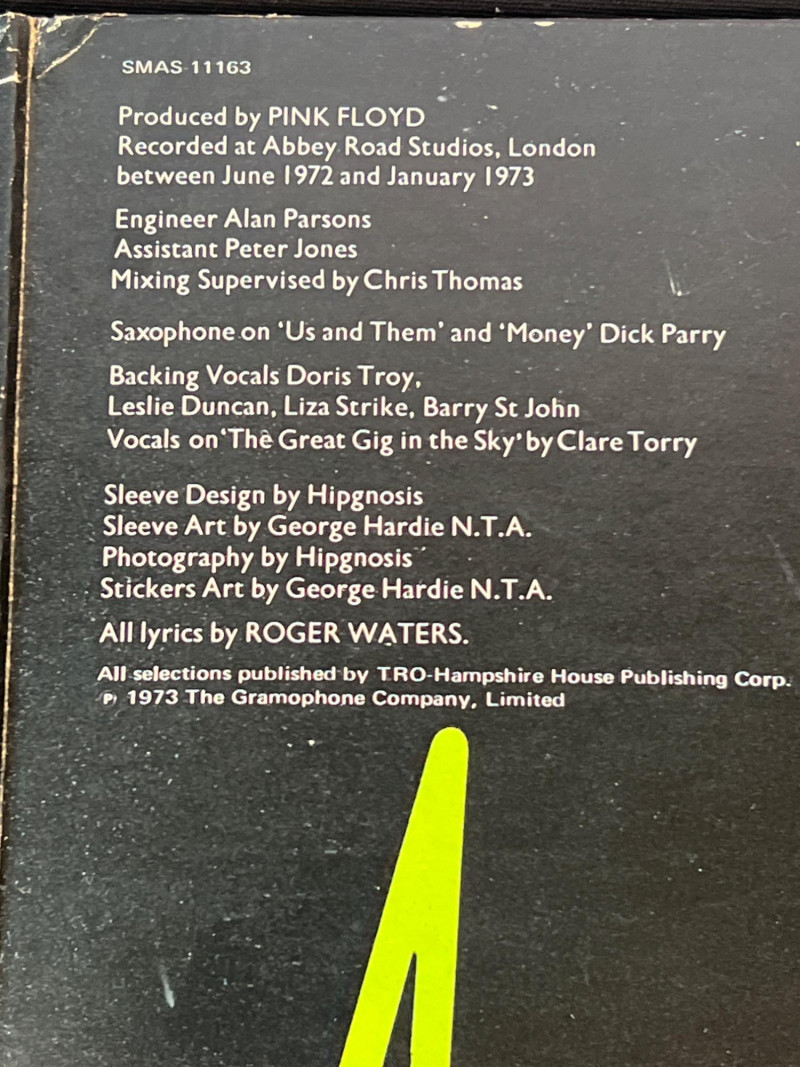 SMAS-11163
Produced by PINK FLOYD
Recorded at Abbey Road Studios, London
between June 1972 and January 1973
Engineer Alan Parsons
Assistant Peter Jones
Mixing Supervised by Chris Thomas
Saxophone on ‘Us and Them’ and ‘Money’ Dick Parry
Backing Vocals Doris Troy,
Leslie Duncan, Liza Strike, Barry St John
Vocals on ‘The Great Gig in the Sky’ by Clare Torry
Sleeve Design by Hipgnosis
Sleeve Art by George Hardie N.T.A.
Photography by Hipgnosis
Stickers Art by George Hardie N.T.A.
All lyrics by ROGER WATERS.
All selections published by TRO-Hampshire House Publishing Corp.
℗ 1973 The Gramophone Company, Limited